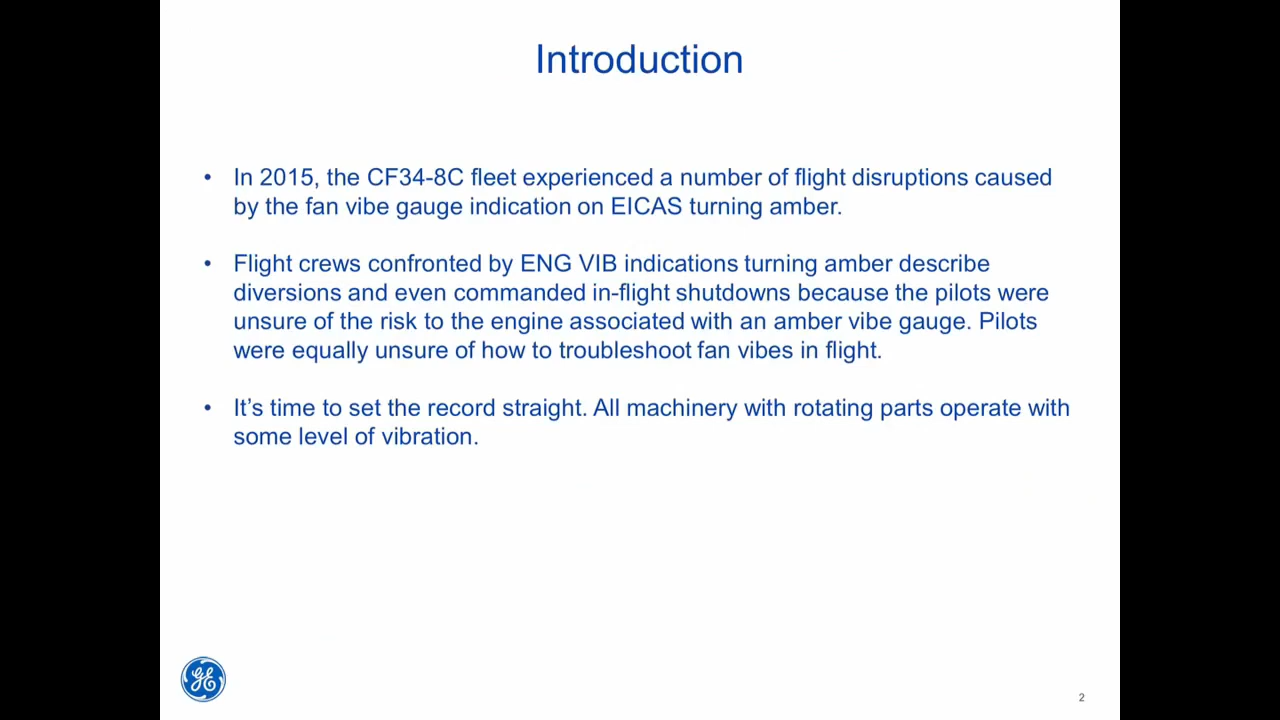 Introduction
• In 2015, the CF34-8C fleet experienced a number of flight disruptions caused
by the fan vibe gauge indication on EICAS turning amber.
• Flight crews confronted by ENG VIB indications turning amber describe
diversions and even commanded in-flight shutdowns because the pilots were
unsure of the risk to the engine associated with an amber vibe gauge. Pilots
were equally unsure of how to troubleshoot fan vibes in flight.
• It’s time to set the record straight. All machinery with rotating parts operate with
some level of vibration.
GE
2